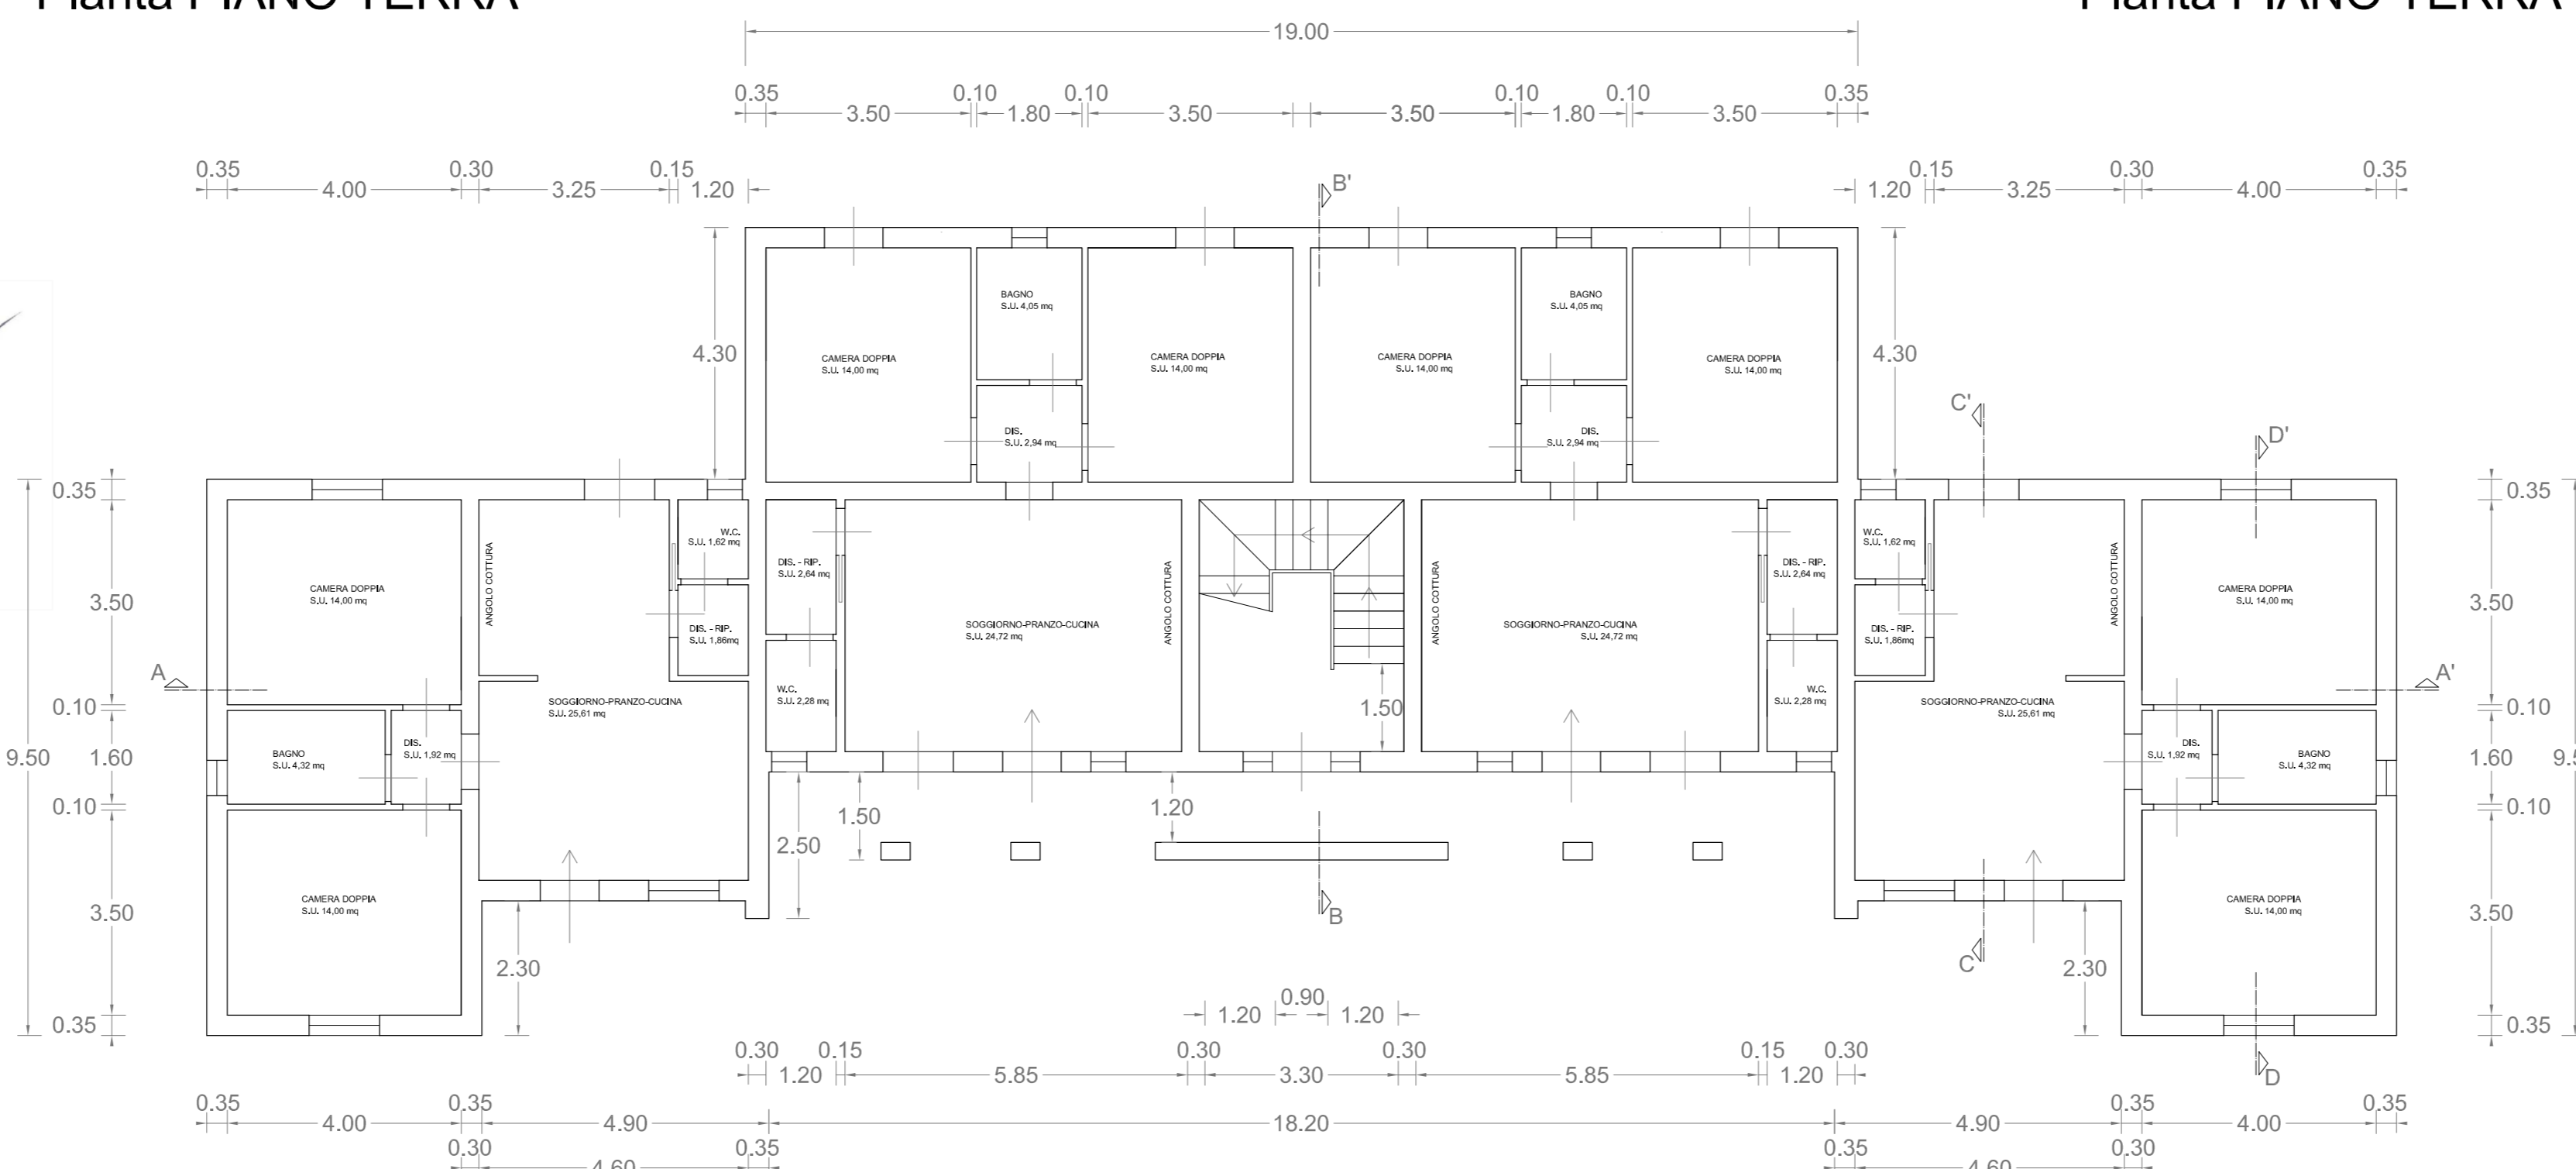 Pianta PIANO TERRA
Pianta PIANO TERRA
19.00
0.35 0.10 0.10 0.10 0.10 0.35
3.50 1.80 3.50 3.50 1.80 3.50
0.35 0.30 0.15 0.15 0.30 0.35
4.00 3.25 1.20 1.20 3.25 4.00
B'
BAGNO
S.U. 4,05 mq
BAGNO
S.U. 4,05 mq
4.30
4.30
CAMERA DOPPIA
S.U. 14,00 mq
CAMERA DOPPIA
S.U. 14,00 mq
CAMERA DOPPIA
S.U. 14,00 mq
CAMERA DOPPIA
S.U. 14,00 mq
C'
D'
DIS.
S.U. 2,94 mq
DIS.
S.U. 2,94 mq
0.35
0.35
W.C.
S.U. 1,62 mq
W.C.
S.U. 1,62 mq
ANGOLO COTTURA
ANGOLO COTTURA
ANGOLO COTTURA
ANGOLO COTTURA
DIS. - RIP.
S.U. 2,64 mq
DIS. - RIP.
S.U. 2,64 mq
CAMERA DOPPIA
S.U. 14,00 mq
CAMERA DOPPIA
S.U. 14,00 mq
3.50
3.50
DIS. - RIP.
S.U. 1,86mq
DIS. - RIP.
S.U. 1,86mq
SOGGIORNO-PRANZO-CUCINA
S.U. 24,72 mq
SOGGIORNO-PRANZO-CUCINA
S.U. 24,72 mq
A
A'
W.C.
S.U. 2,28 mq
W.C.
S.U. 2,28 mq
SOGGIORNO-PRANZO-CUCINA
S.U. 25,61 mq
SOGGIORNO-PRANZO-CUCINA
S.U. 25,61 mq
1.50
0.10
0.10
9.50
1.60
BAGNO
S.U. 4,32 mq
DIS.
S.U. 1,92 mq
DIS.
S.U. 1,92 mq
BAGNO
S.U. 4,32 mq
1.60
0.10
0.10
1.50
1.20
2.50
CAMERA DOPPIA
S.U. 14,00 mq
CAMERA DOPPIA
S.U. 14,00 mq
3.50
3.50
B
C
2.30
2.30
0.90
1.20 1.20
0.35
0.35
0.30 0.15 0.30 0.30 0.15 0.30
1.20 5.85 3.30 5.85 1.20
D
0.35 0.35 0.35 0.35
4.00 4.90 18.20 4.90 4.00
0.30 0.35 0.35 0.30
4.60 4.60